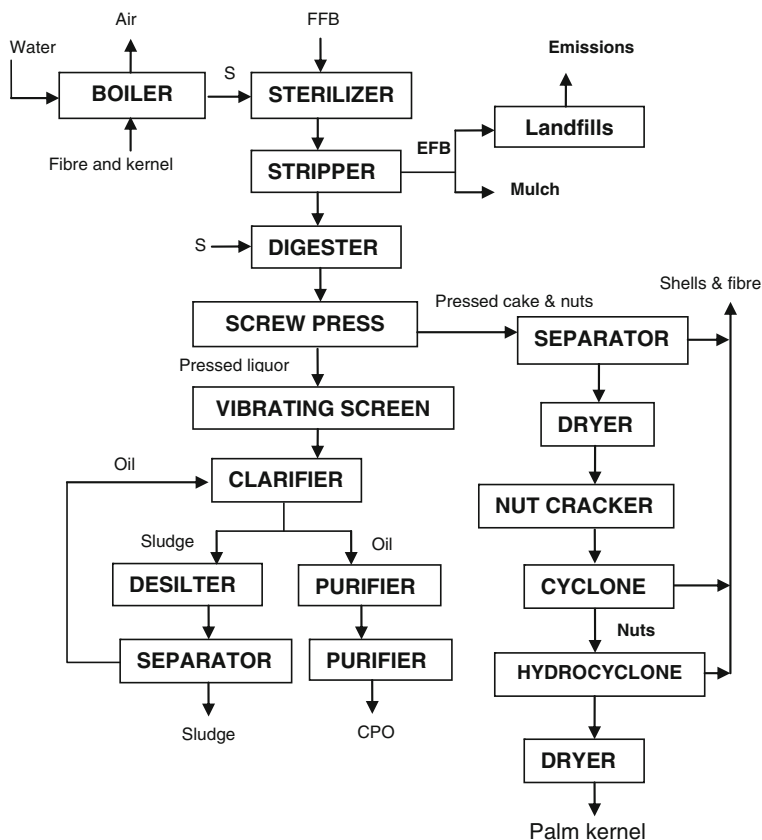 Air
FFB
Water
S
Emissions
BOILER
STERILIZER
Landfills
Fibre and kernel
EFB
STRIPPER
Mulch
S
DIGESTER
Pressed cake & nuts
Shells & fibre
SCREW PRESS
SEPARATOR
Pressed liquor
VIBRATING SCREEN
DRYER
Oil
CLARIFIER
NUT CRACKER
Sludge
Oil
DESILTER
PURIFIER
CYCLONE
Nuts
SEPARATOR
PURIFIER
HYDROCYCLONE
Sludge
CPO
DRYER
Palm kernel